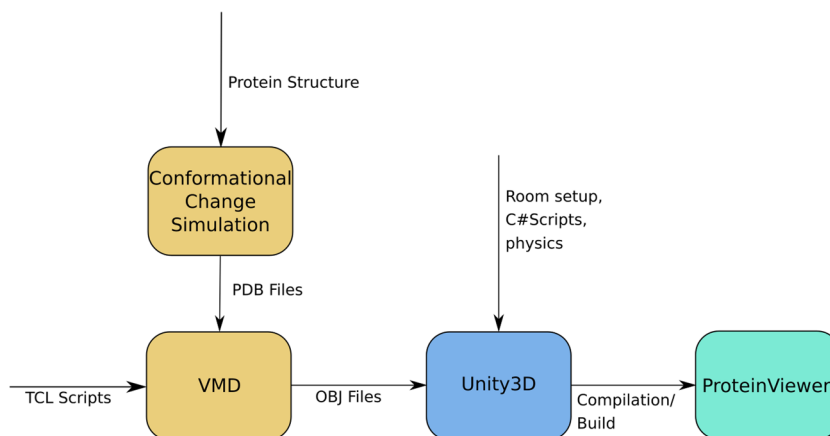 Protein Structure
Conformational
Change
Simulation
Room setup,
C#Scripts,
physics
PDB Files
VMD
Unity3D
ProteinViewer
TCL Scripts
OBJ Files
Compilation/
Build